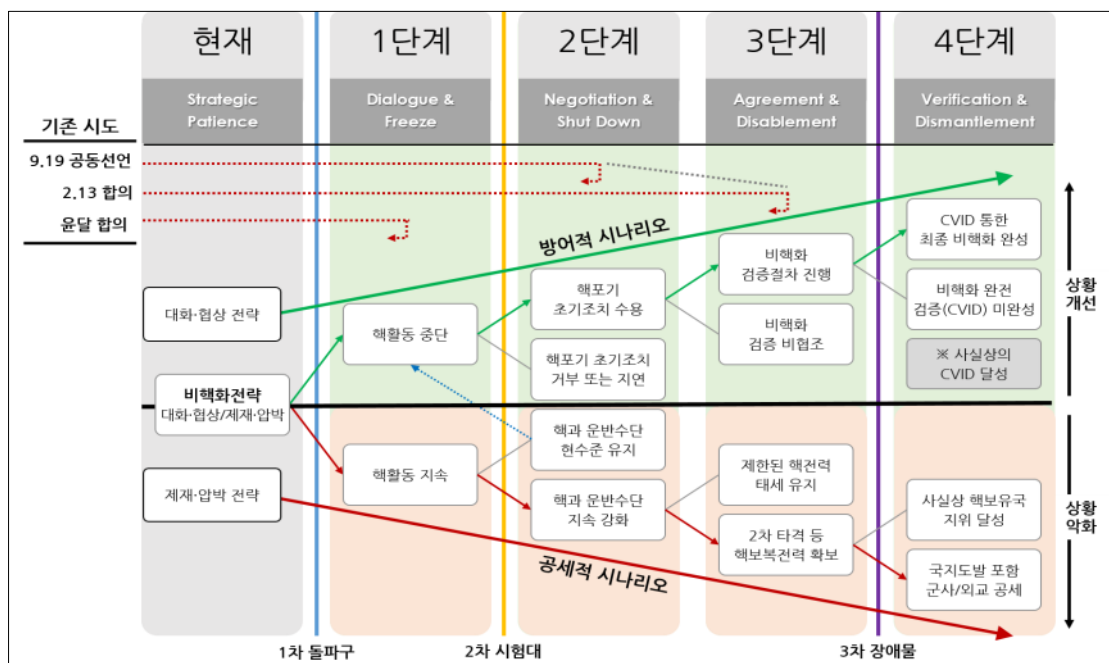 현재
1단계
2단계
3단계
4단계
Strategic
Patience
Dialogue &
Freeze
Negotiation &
Shut Down
Agreement &
Disablement
Verification &
Dismantlement
기존 시도
9.19 공동선언
2.13 합의
윤달 합의
방어적 시나리오
대화·협상 전략
비핵화전략
대화·협상/제재·압박
제재·압박 전략
핵활동 중단
핵활동 지속
핵포기
초기조치 수용
핵포기 초기조치
거부 또는 지연
핵과 운반수단
현수준 유지
핵과 운반수단
지속 강화
비핵화
검증절차 진행
비핵화
검증 비협조
제한된 핵전력
태세 유지
2차 타격 등
핵보복전력 확보
CVID 통한
최종 비핵화 완성
비핵화 완전
검증(CVID) 미완성
※ 사실상의
CVID 달성
사실상 핵보유국
지위 달성
국지도발 포함
군사/외교 공세
상황
개선
상황
악화
공세적 시나리오
1차 돌파구
2차 시험대
3차 장애물